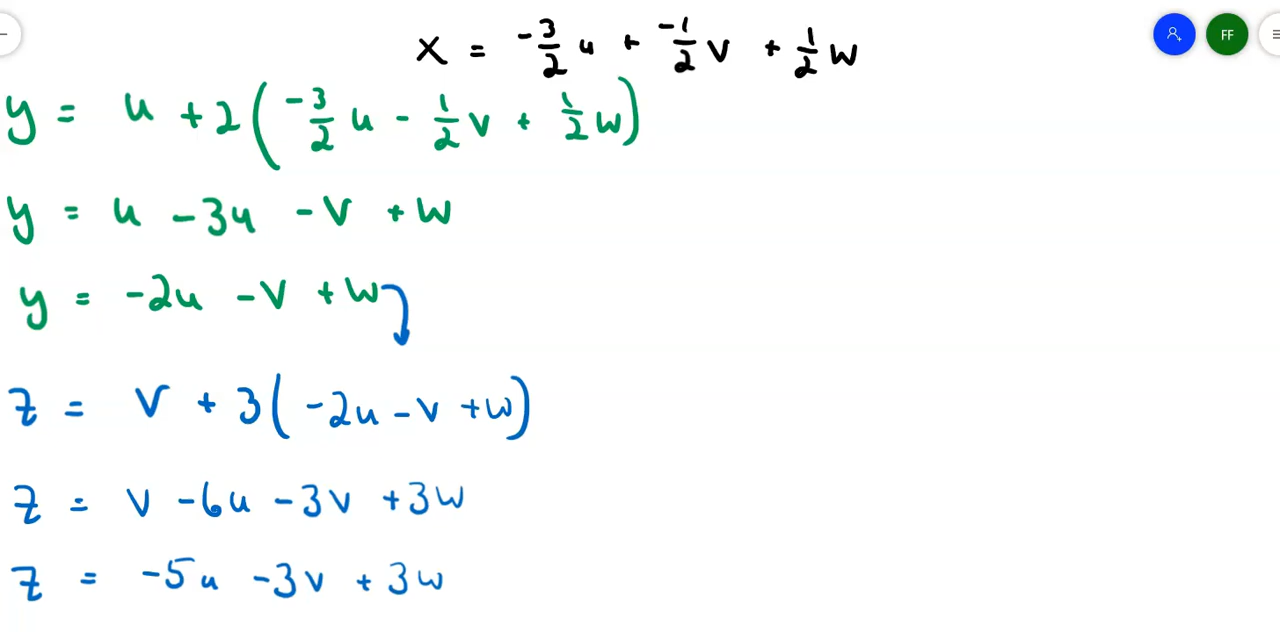 FF
x = -3/2 u + -1/2 v + 1/2 w
y = u + 2(-3/2 u - 1/2 v + 1/2 w)
y = u - 3u - v + w
y = -2u - v + w
z = v + 3(-2u - v + w)
z = v - 6u - 3v + 3w
z = -5u - 3v + 3w